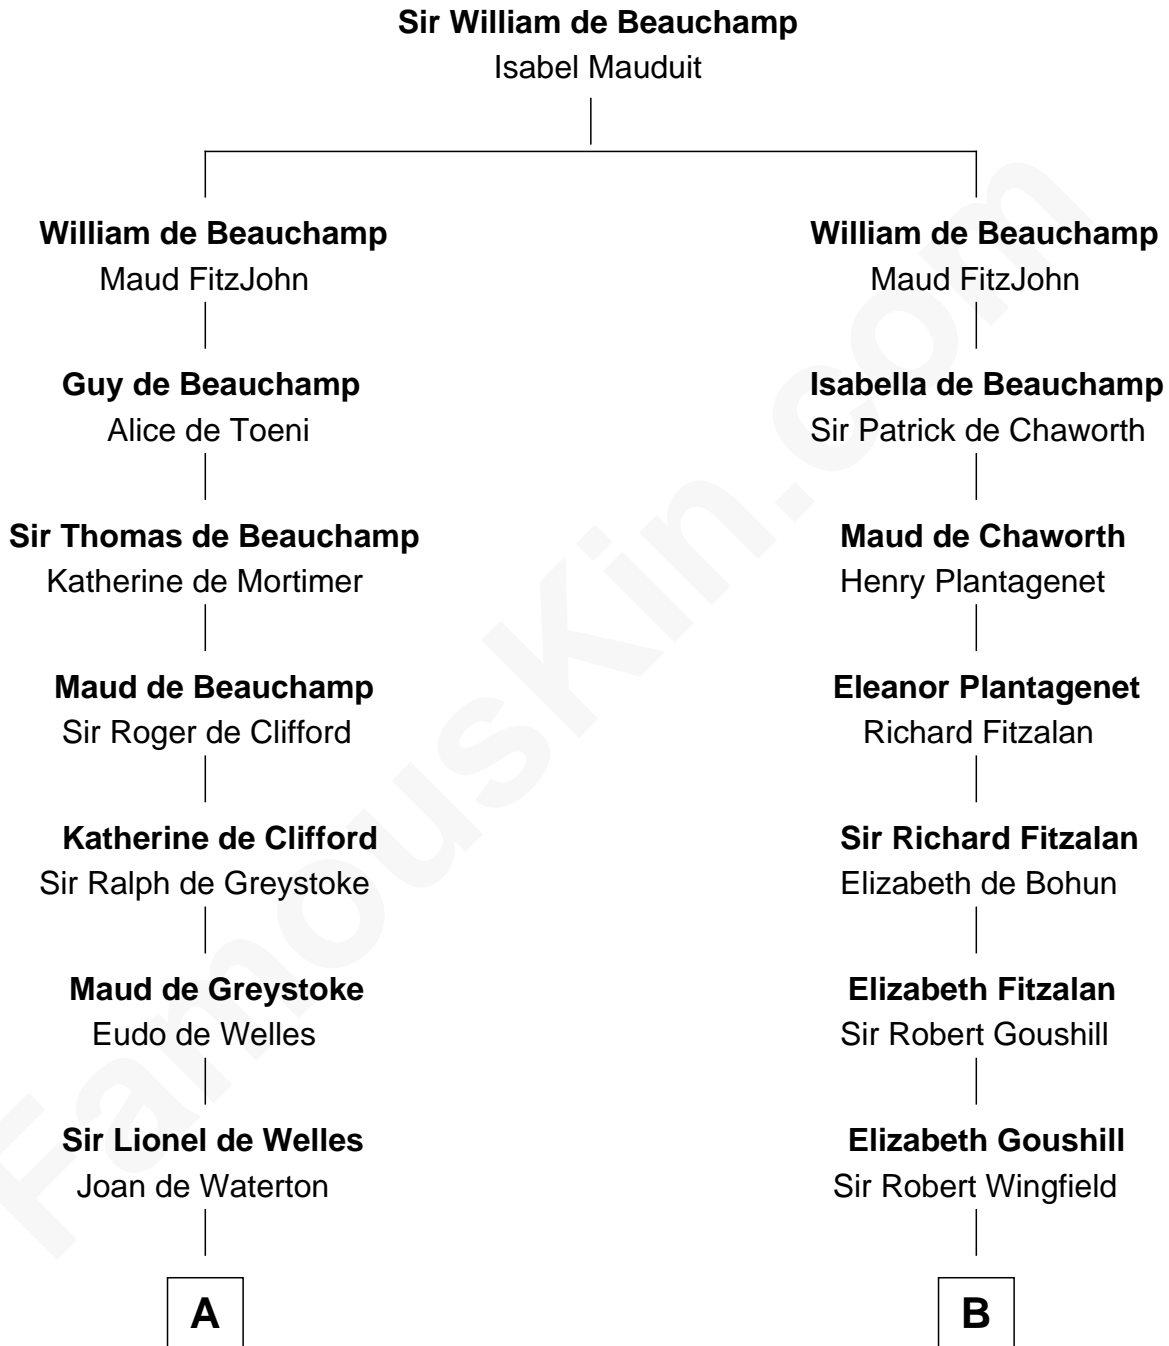 Sir William de Beauchamp
Isabel Mauduit
William de Beauchamp
Maud FitzJohn
Guy de Beauchamp
Alice de Toeni
Sir Thomas de Beauchamp
Katherine de Mortimer
Maud de Beauchamp
Sir Roger de Clifford
Katherine de Clifford
Sir Ralph de Greystoke
Maud de Greystoke
Eudo de Welles
Sir Lionel de Welles
Joan de Waterton
A
William de Beauchamp
Maud FitzJohn
Isabella de Beauchamp
Sir Patrick de Chaworth
Maud de Chaworth
Henry Plantagenet
Eleanor Plantagenet
Richard Fitzalan
Sir Richard Fitzalan
Elizabeth de Bohun
Elizabeth Fitzalan
Sir Robert Goushill
Elizabeth Goushill
Sir Robert Wingfield
B
FamousKin.com